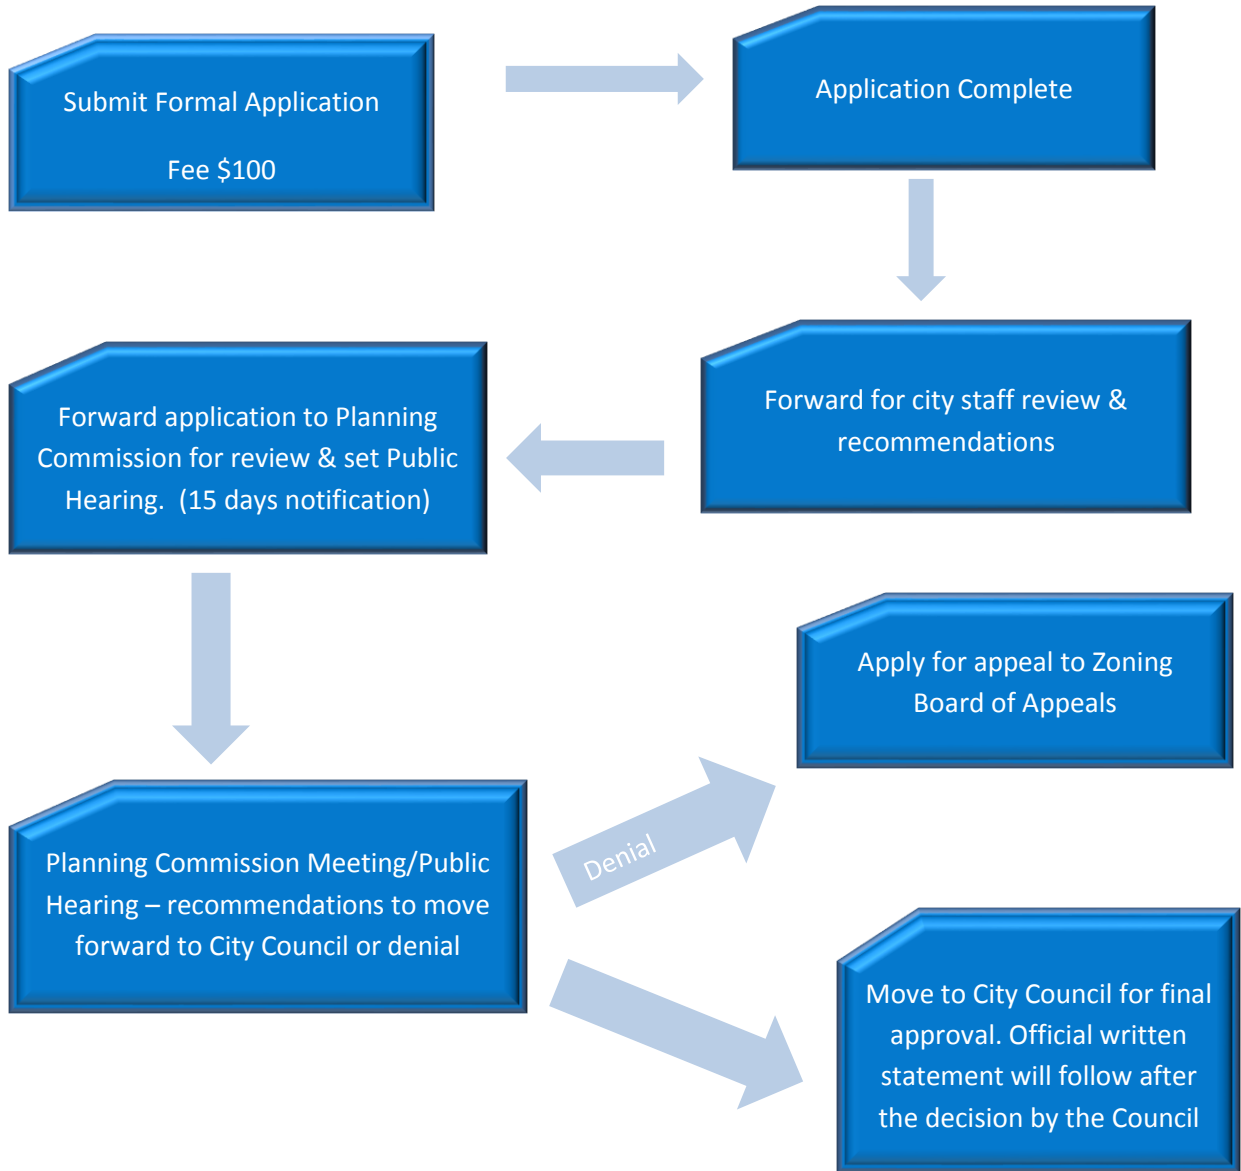 Submit Formal Application
Fee $100
Application Complete
Forward for city staff review &
recommendations
Forward application to Planning
Commission for review & set Public
Hearing.  (15 days notification)
Planning Commission Meeting/Public
Hearing – recommendations to move
forward to City Council or denial
Denial
Apply for appeal to Zoning
Board of Appeals
Move to City Council for final
approval. Official written
statement will follow after
the decision by the Council